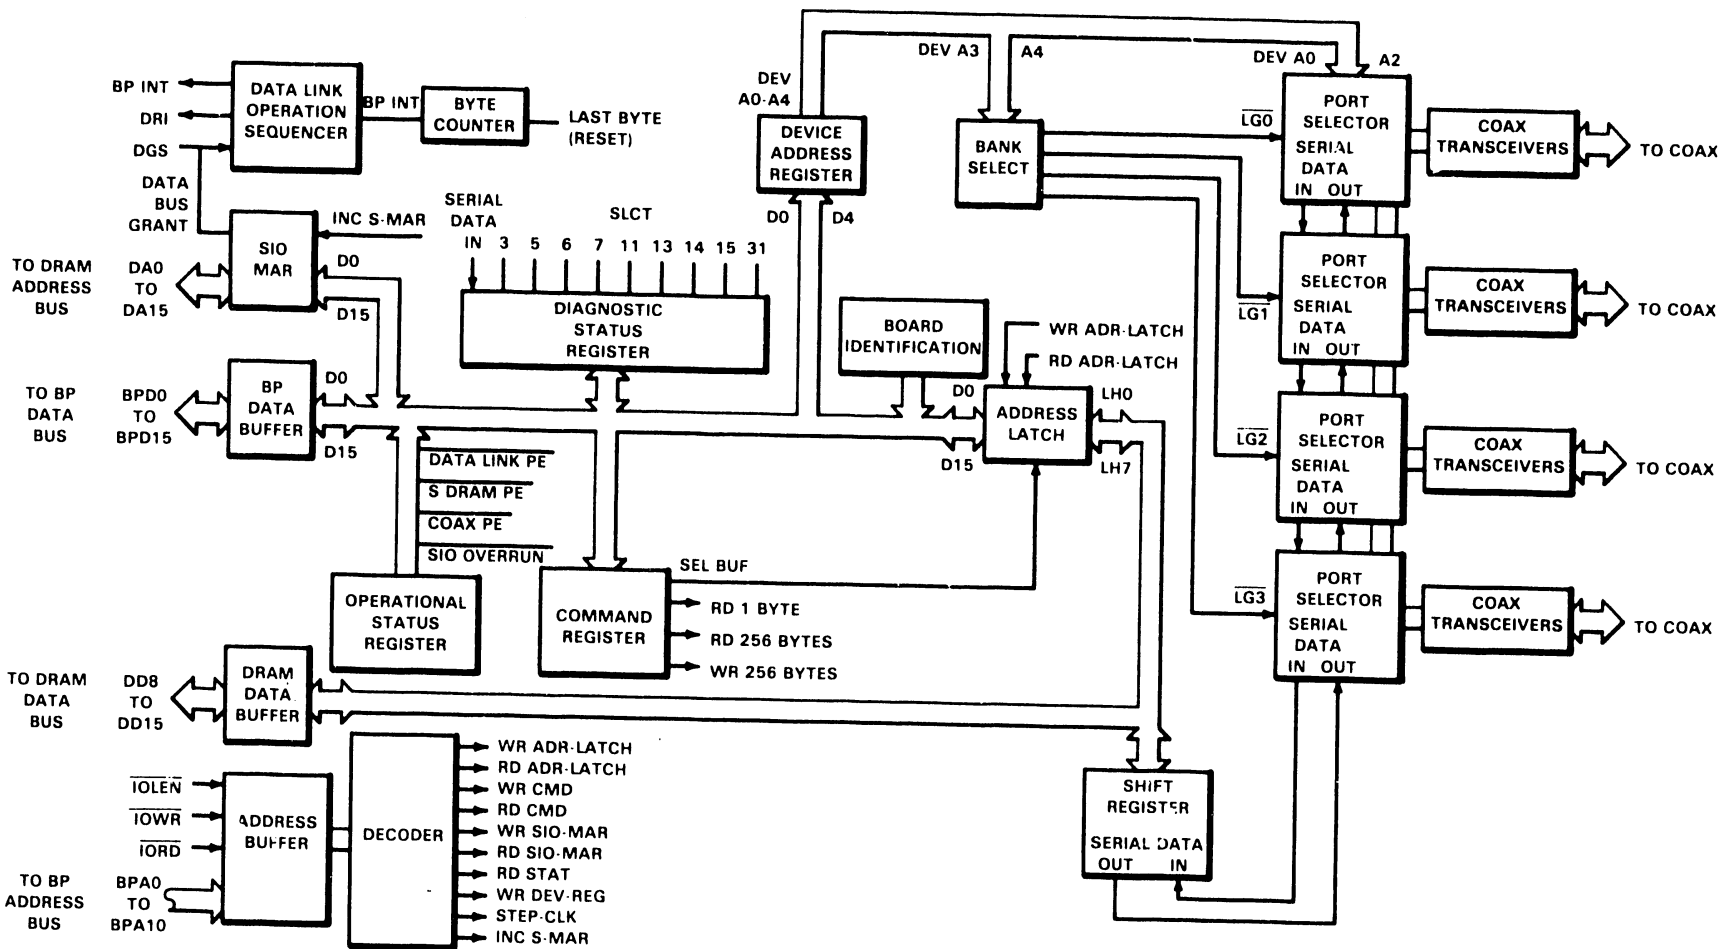 DEV A3
A4
DEV A0
A2
DEV
A0-A4
BP INT
DRI
DGS
DATA LINK
OPERATION
SEQUENCER
BP INT
BYTE
COUNTER
LAST BYTE
(RESET)
DEVICE
ADDRESS
REGISTER
D0
D4
BANK
SELECT
LG0
LG1
LG2
LG3
PORT
SELECTOR
SERIAL
DATA
IN OUT
COAX
TRANSCEIVERS
TO COAX
PORT
SELECTOR
SERIAL
DATA
IN OUT
COAX
TRANSCEIVERS
TO COAX
PORT
SELECTOR
SERIAL
DATA
IN OUT
COAX
TRANSCEIVERS
TO COAX
PORT
SELECTOR
SERIAL
DATA
IN OUT
COAX
TRANSCEIVERS
TO COAX
DATA
BUS
GRANT
SIO
MAR
INC S-MAR
D0
D15
TO DRAM
ADDRESS
BUS
DA0
TO
DA15
SERIAL
DATA
IN
SLCT
3 5 6 7 11 13 14 15 31
DIAGNOSTIC
STATUS
REGISTER
BOARD
IDENTIFICATION
WR ADR-LATCH
RD ADR-LATCH
D0
D15
ADDRESS
LATCH
LH0
LH7
TO BP
DATA
BUS
BPD0
TO
BPD15
BP
DATA
BUFFER
D0
D15
DATA LINK PE
S DRAM PE
COAX PE
SIO OVERRUN
OPERATIONAL
STATUS
REGISTER
COMMAND
REGISTER
SEL BUF
RD 1 BYTE
RD 256 BYTES
WR 256 BYTES
TO DRAM
DATA
BUS
DD8
TO
DD15
DRAM
DATA
BUFFER
IOLEN
IOWR
IORD
TO BP
ADDRESS
BUS
BPA0
TO
BPA10
ADDRESS
BUFFER
DECODER
WR ADR-LATCH
RD ADR-LATCH
WR CMD
RD CMD
WR SIO-MAR
RD SIO-MAR
RD STAT
WR DEV-REG
STEP-CLK
INC S-MAR
SHIFT
REGISTER
SERIAL DATA
OUT IN